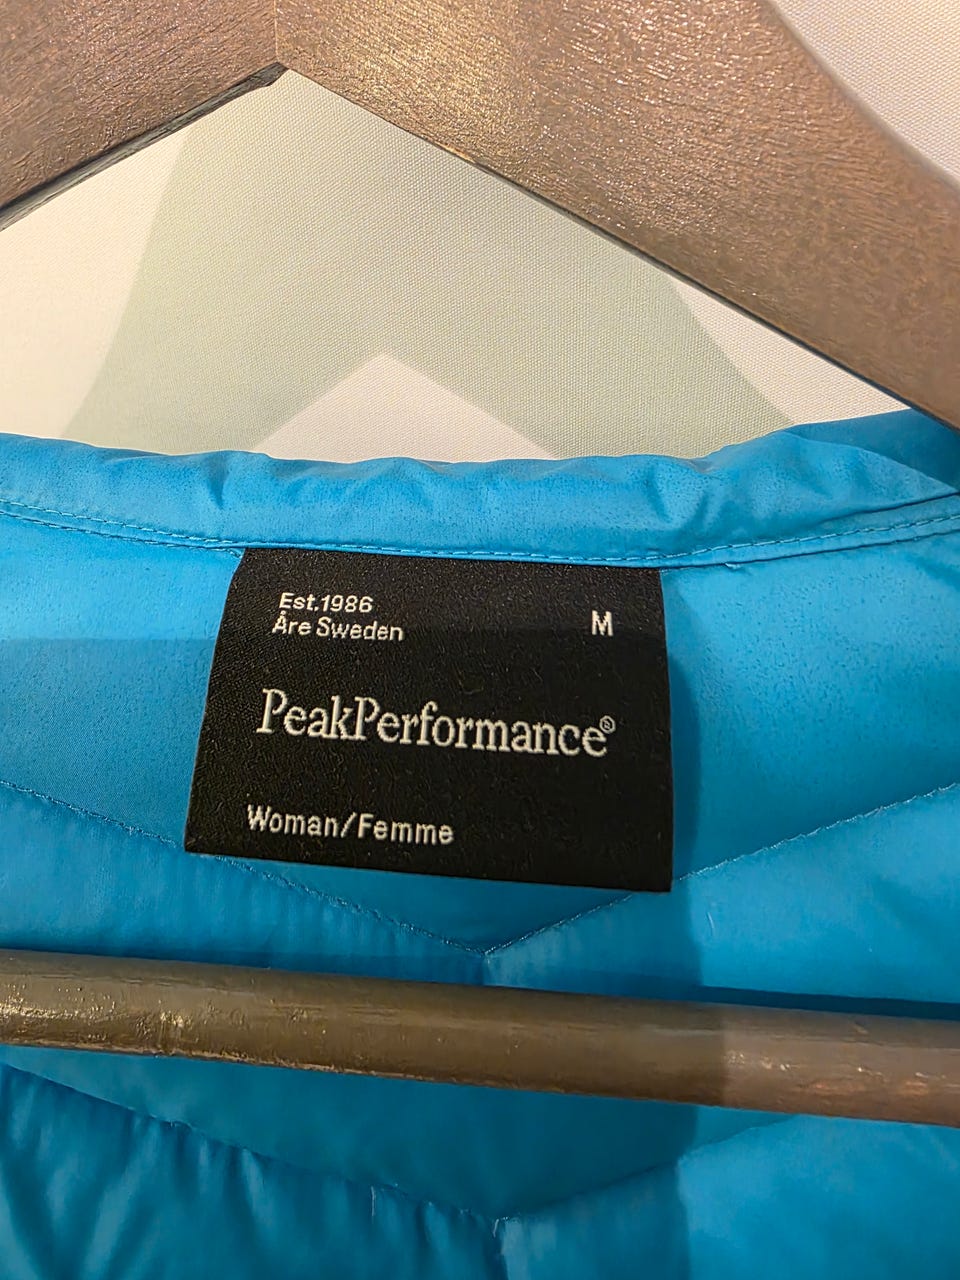 Est.1986
Åre Sweden
M
PeakPerformance®
Woman/Femme